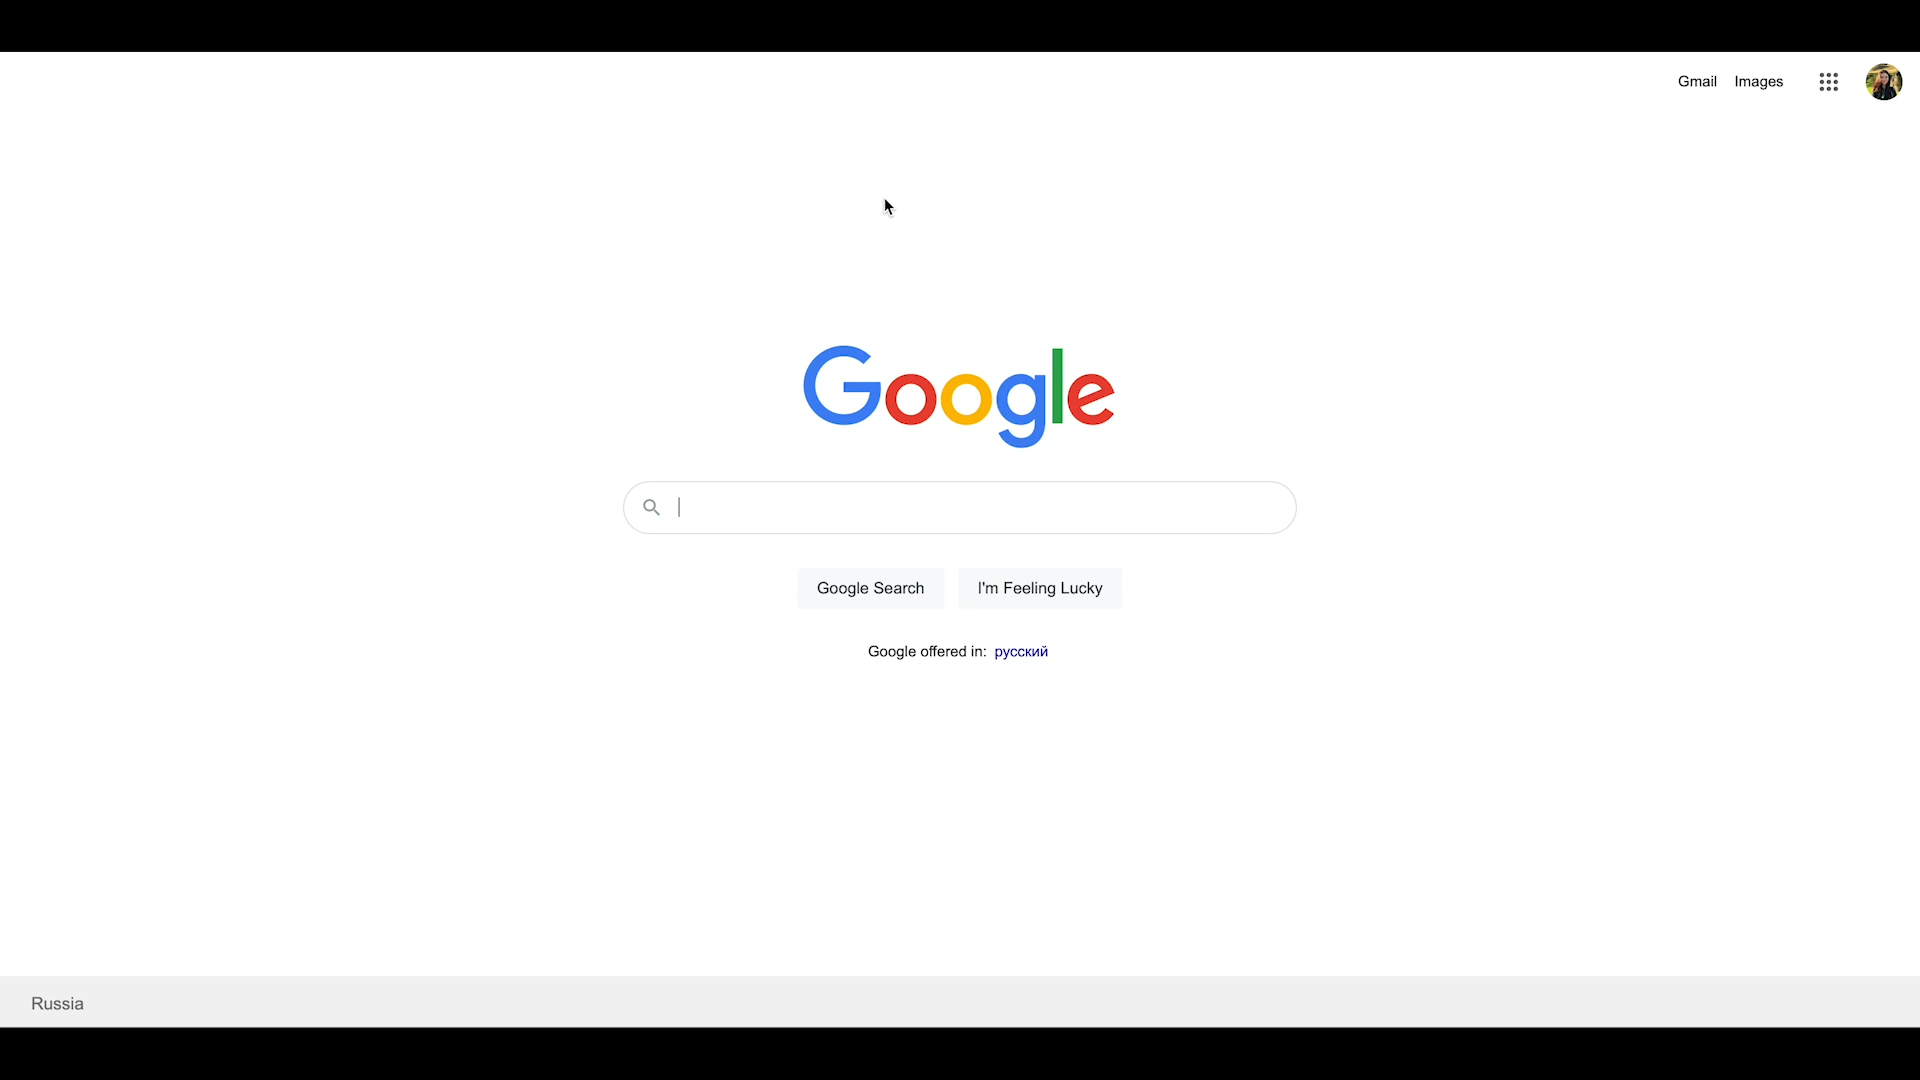 Gmail Images
Google
Google Search I'm Feeling Lucky
Google offered in: русский
Russia